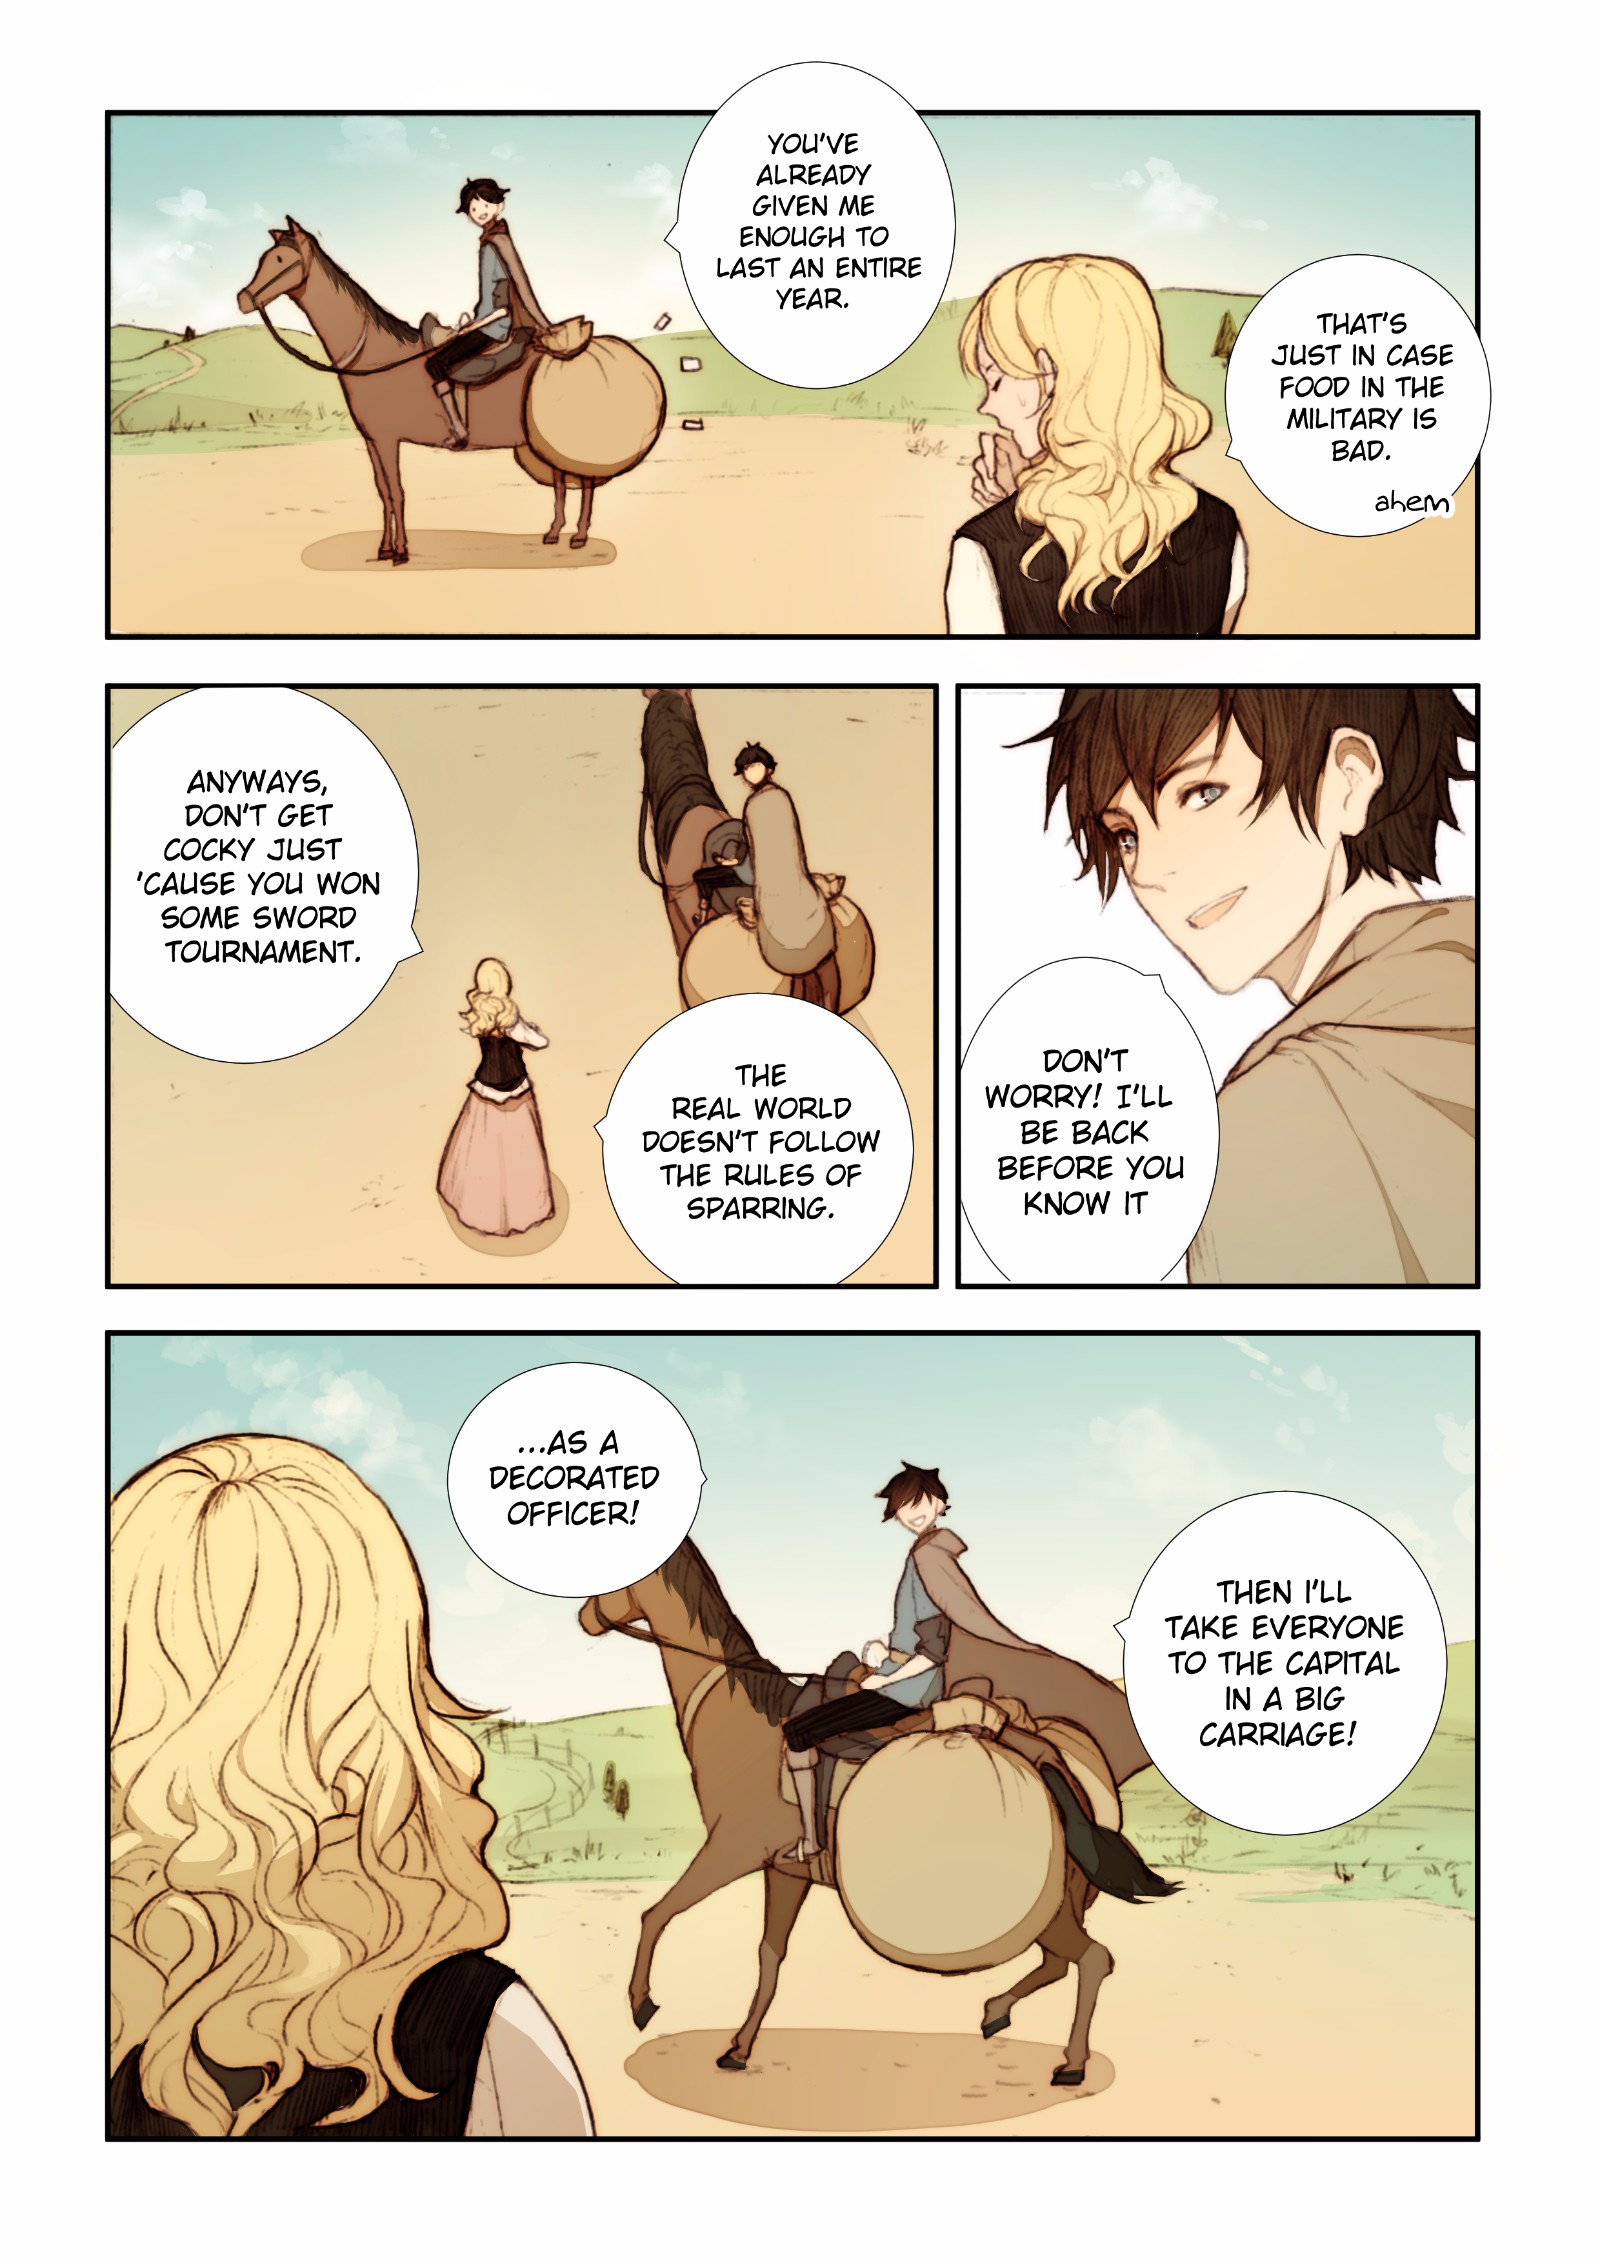 YOU'VE
ALREADY
GIVEN ME
ENOUGH TO
LAST AN ENTIRE
YEAR.
THAT'S
JUST IN CASE
FOOD IN THE
MILITARY IS
BAD.
ahem
ANYWAYS,
DON'T GET
COCKY JUST
'CAUSE YOU WON
SOME SWORD
TOURNAMENT.
THE
REAL WORLD
DOESN'T FOLLOW
THE RULES OF
SPARRING.
DON'T
WORRY! I'LL
BE BACK
BEFORE YOU
KNOW IT
...AS A
DECORATED
OFFICER!
THEN I'LL
TAKE EVERYONE
TO THE CAPITAL
IN A BIG
CARRIAGE!